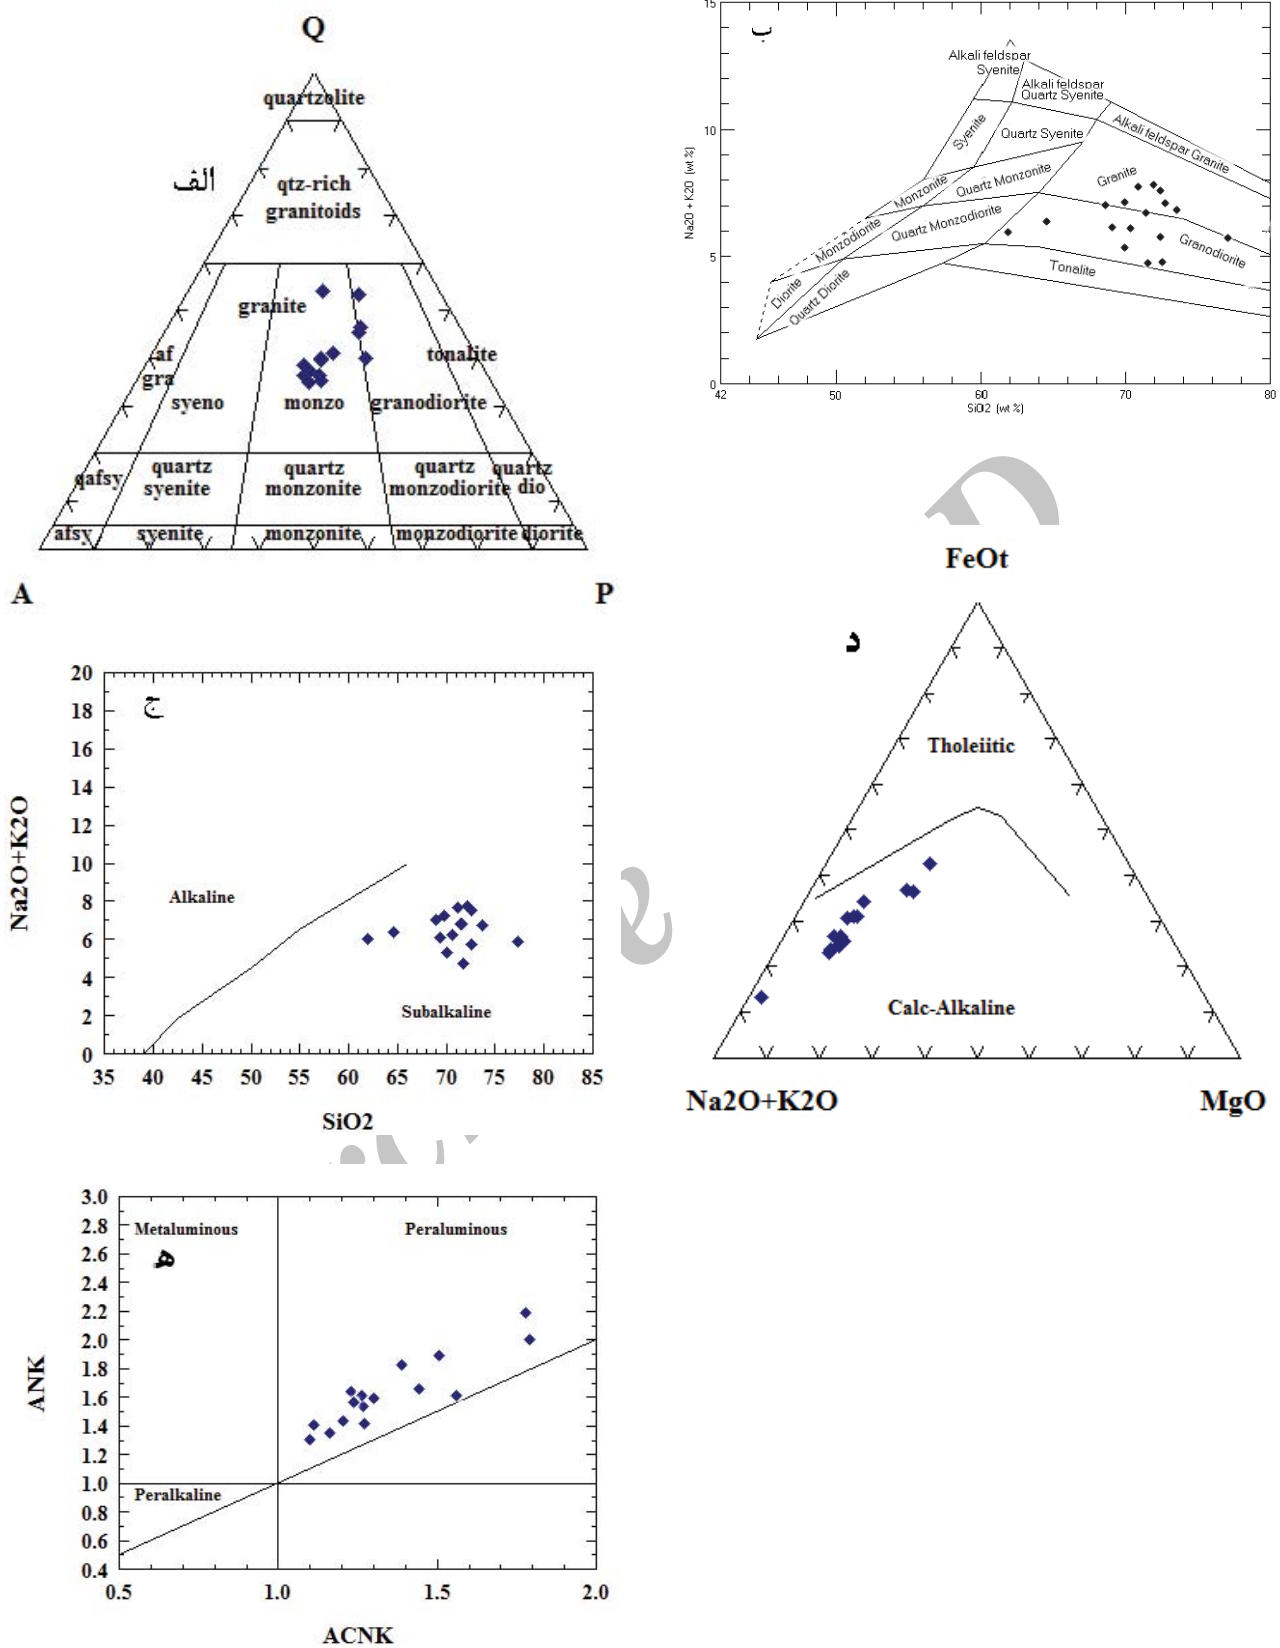 Q
quartzolite
الف
qtz-rich
granitoids
granite
af
gra
tonalite
syeno
monzo
granodiorite
qafsy
quartz
syenite
quartz
monzonite
quartz
monzodiorite
quartz
dio
afsy
syenite
monzonite
monzodiorite
diorite
A
P
ب
15
10
5
0
Na2O + K2O (wt %)
Alkali feldspar
Syenite
Alkali feldspar
Quartz Syenite
Syenite
Quartz Syenite
Alkali feldspar Granite
Monzonite
Quartz Monzonite
Granite
Monzodiorite
Quartz Monzodiorite
Granodiorite
Diorite
Quartz Diorite
Tonalite
42
50
60
70
80
SiO2 (wt %)
ج
20
18
16
14
12
10
8
6
4
2
0
Na2O+K2O
Alkaline
Subalkaline
35 40 45 50 55 60 65 70 75 80 85
SiO2
FeOt
د
Tholeiitic
Calc-Alkaline
Na2O+K2O
MgO
3.0
2.8
2.6
2.4
2.2
2.0
1.8
1.6
1.4
1.2
1.0
0.8
0.6
0.4
ANK
Metaluminous
Peraluminous
ه
Peralkaline
0.5 1.0 1.5 2.0
ACNK